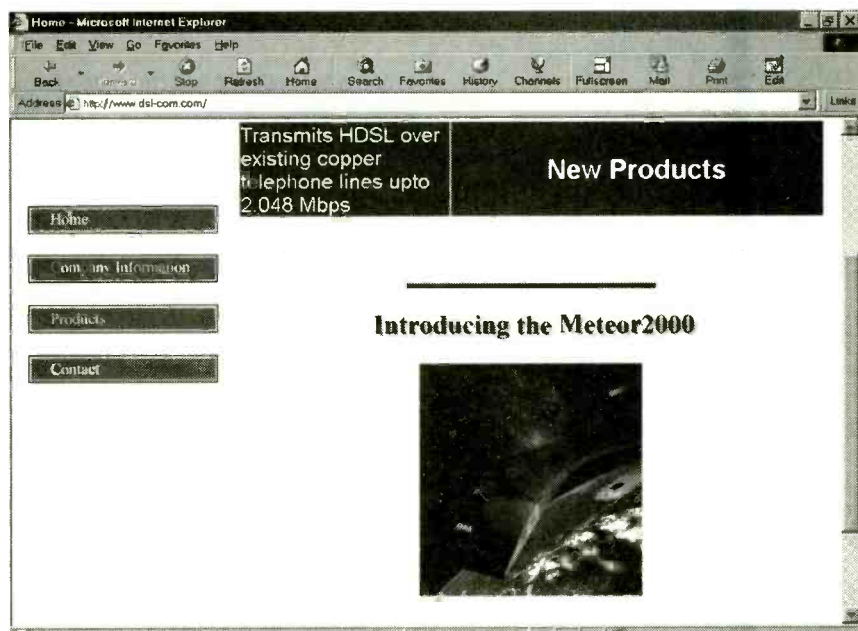 Home - Microsoft Internet Explorer
File Edit View Go Favorites Help
Back Forward Stop Refresh Home Search Favorites History Channels Fullscreen Mail Print Edit
Address http://www.dsl-com.com/ Links
Transmits HDSL over
existing copper
telephone lines upto
2.048 Mbps
New Products
Home
Company Information
Products
Contact
Introducing the Meteor2000